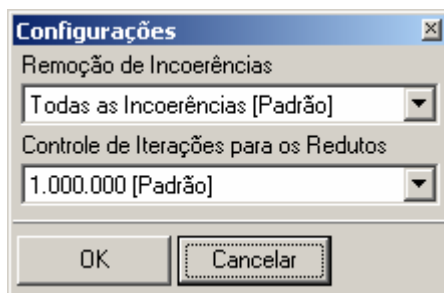 Configurações
Remoção de Incoerências
Todas as Incoerências [Padrão]
Controle de Iterações para os Redutos
1.000.000 [Padrão]
OK Cancelar